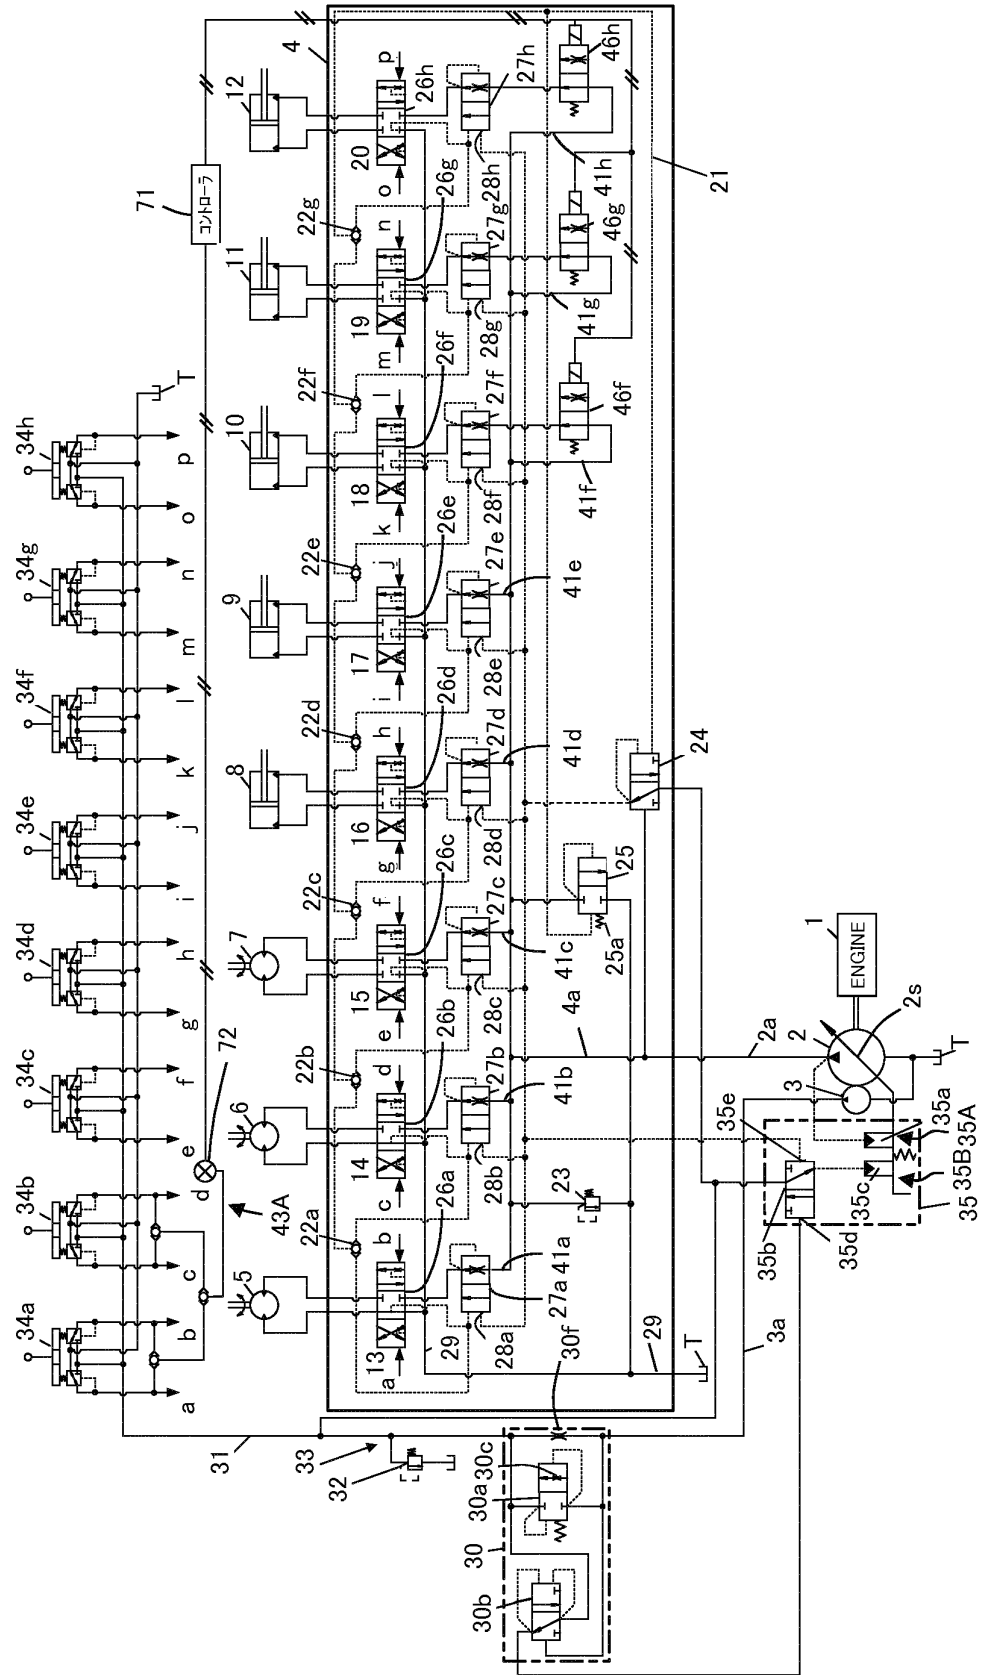 34a
34b
34c
34d
34e
34f
34g
34h
a
b
c
d
e
f
g
h
i
j
k
l
m
n
o
p
T
72
43A
71
コントローラ
31
5
6
7
8
9
10
11
12
4
33
32
22a
22b
22c
22d
22e
22f
22g
13
14
15
16
17
18
19
20
a
b
c
d
e
f
g
h
i
j
k
l
m
n
o
p
26a
26b
26c
26d
26e
26f
26g
26h
29
28a
28b
28c
28d
28e
28f
28g
28h
27a
27b
27c
27d
27e
27f
27g
27h
30
30a
30b
30c
30f
41a
41b
41c
41d
41e
41f
41g
41h
46f
46g
46h
23
4a
25
25a
24
21
29
T
3a
2a
35e
35b
35d
35c
35
35B
35A
35a
3
2
2s
1
ENGINE
T